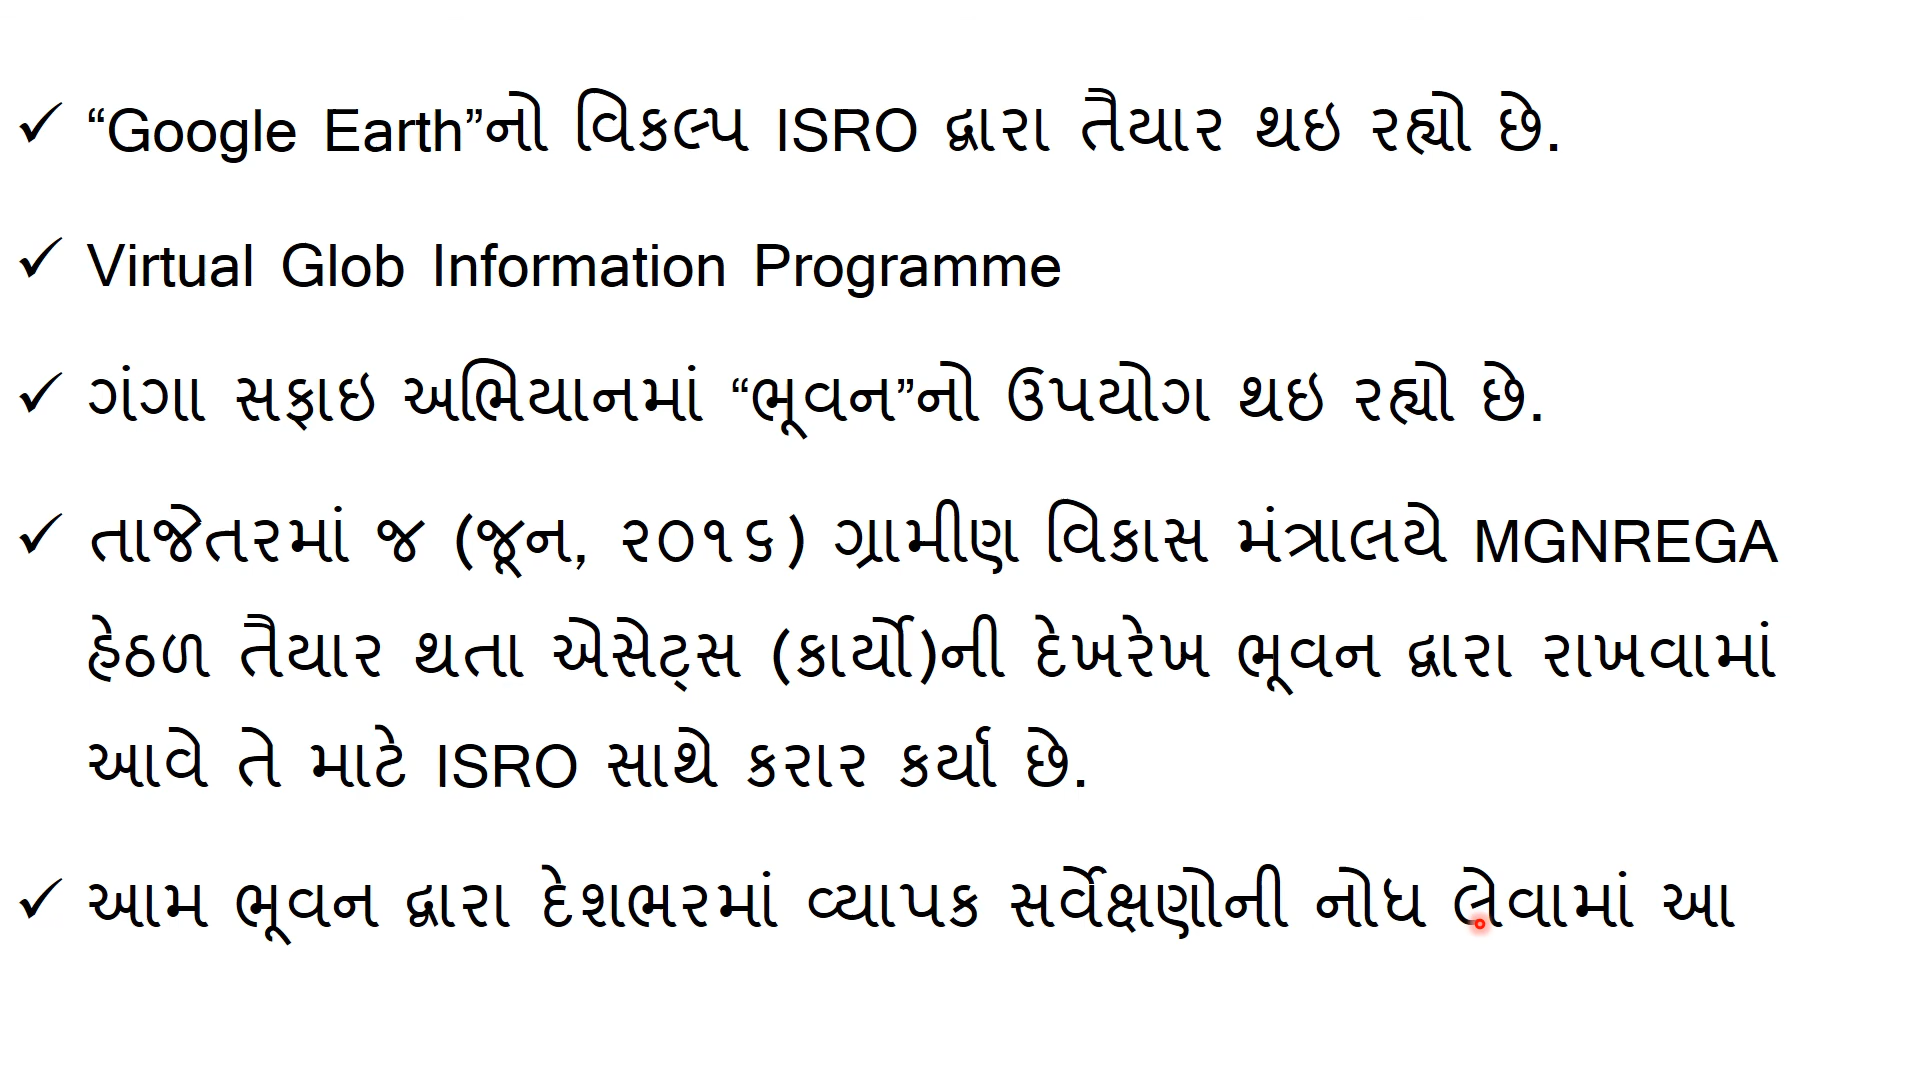 ✓ “Google Earth”નો વિકલ્પ ISRO દ્વારા તૈયાર થઇ રહ્યો છે.
✓ Virtual Glob Information Programme
✓ ગંગા સફાઇ અભિયાનમાં “ભૂવન”નો ઉપયોગ થઇ રહ્યો છે.
✓ તાજેતરમાં જ (જૂન, ૨૦૧૬) ગ્રામીણ વિકાસ મંત્રાલયે MGNREGA
હેઠળ તૈયાર થતા એસેટ્સ (કાર્યો)ની દેખરેખ ભૂવન દ્વારા રાખવામાં
આવે તે માટે ISRO સાથે કરાર કર્યા છે.
✓ આમ ભૂવન દ્વારા દેશભરમાં વ્યાપક સર્વેક્ષણોની નોધ લેવામાં આ